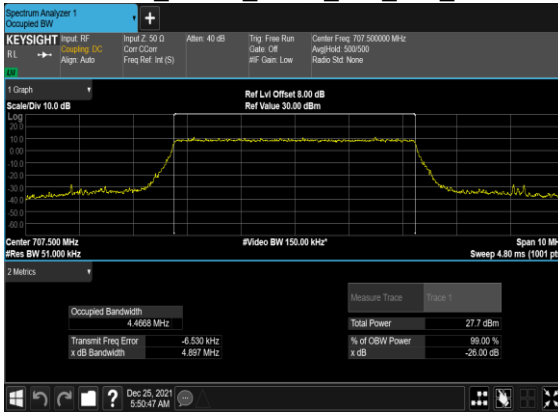 Spectrum Analyzer 1
Occupied BW
KEYSIGHT Input: RF Input Z: 50 Ω Atten: 40 dB Trig: Free Run Center Freq: 707.500000 MHz
RL Coupling: DC Corr CCorr Gate: Off Avg|Hold: 500/500
Align: Auto Freq Ref: Int (S) #IF Gain: Low Radio Std: None
1 Graph
Ref Lvl Offset 8.00 dB
Scale/Div 10.0 dB Ref Value 30.00 dBm
Log
20.0
10.0
0.00
-10.0
-20.0
-30.0
-40.0
-50.0
-60.0
Center 707.500 MHz #Video BW 150.00 kHz* Span 10 MH
#Res BW 51.000 kHz Sweep 4.80 ms (1001 pt
2 Metrics
Measure Trace Trace 1
Occupied Bandwidth
4.4668 MHz Total Power 27.7 dBm
Transmit Freq Error -6.530 kHz % of OBW Power 99.00 %
x dB Bandwidth 4.897 MHz x dB -26.00 dB
? Dec 25, 2021
5:50:47 AM